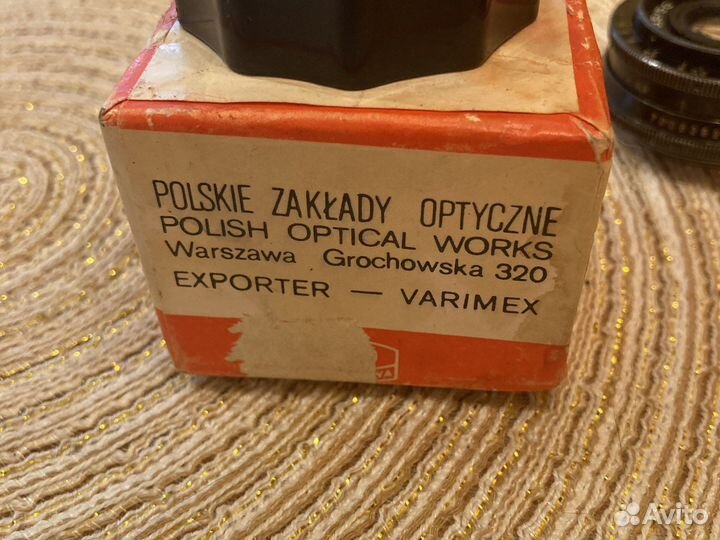 POLSKIE ZAKŁADY OPTYCZNE
POLISH OPTICAL WORKS
Warszawa Grochowska 320
EXPORTER — VARIMEX
Avito